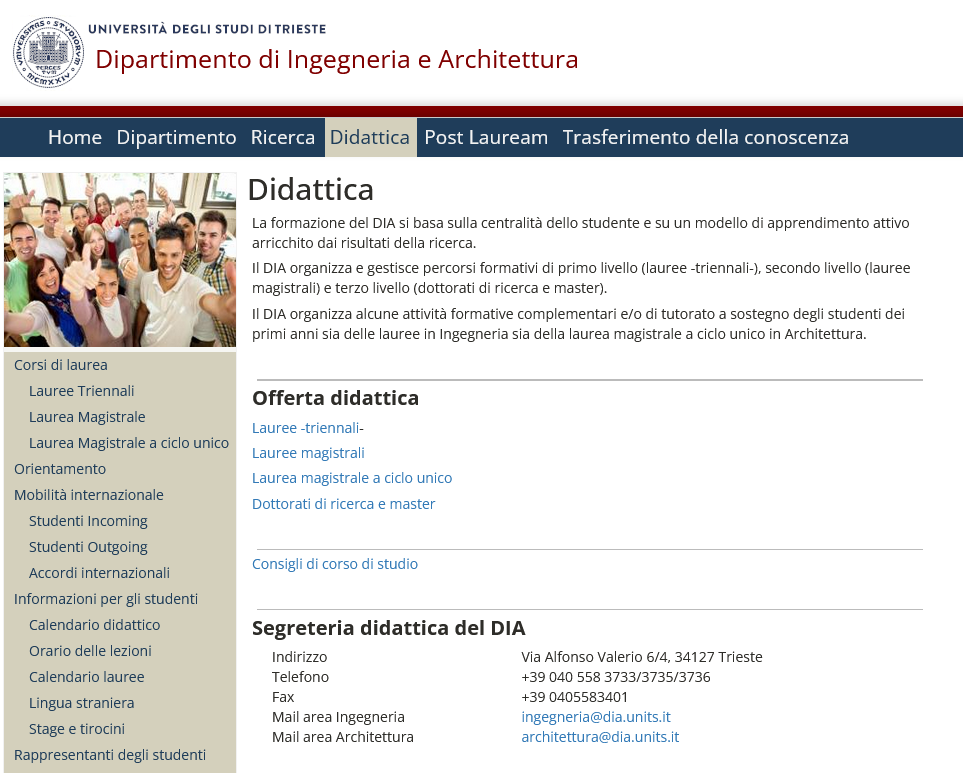 UNIVERSITÀ DEGLI STUDI DI TRIESTE
Dipartimento di Ingegneria e Architettura
Home Dipartimento Ricerca Didattica Post Lauream Trasferimento della conoscenza
Didattica
La formazione del DIA si basa sulla centralità dello studente e su un modello di apprendimento attivo
arricchito dai risultati della ricerca.
Il DIA organizza e gestisce percorsi formativi di primo livello (lauree -triennali-), secondo livello (lauree
magistrali) e terzo livello (dottorati di ricerca e master).
Il DIA organizza alcune attività formative complementari e/o di tutorato a sostegno degli studenti dei
primi anni sia delle lauree in Ingegneria sia della laurea magistrale a ciclo unico in Architettura.
Corsi di laurea
Lauree Triennali
Laurea Magistrale
Laurea Magistrale a ciclo unico
Orientamento
Mobilità internazionale
Studenti Incoming
Studenti Outgoing
Accordi internazionali
Informazioni per gli studenti
Calendario didattico
Orario delle lezioni
Calendario lauree
Lingua straniera
Stage e tirocini
Rappresentanti degli studenti
Offerta didattica
Lauree -triennali-
Lauree magistrali
Laurea magistrale a ciclo unico
Dottorati di ricerca e master
Consigli di corso di studio
Segreteria didattica del DIA
Indirizzo Via Alfonso Valerio 6/4, 34127 Trieste
Telefono +39 040 558 3733/3735/3736
Fax +39 0405583401
Mail area Ingegneria ingegneria@dia.units.it
Mail area Architettura architettura@dia.units.it